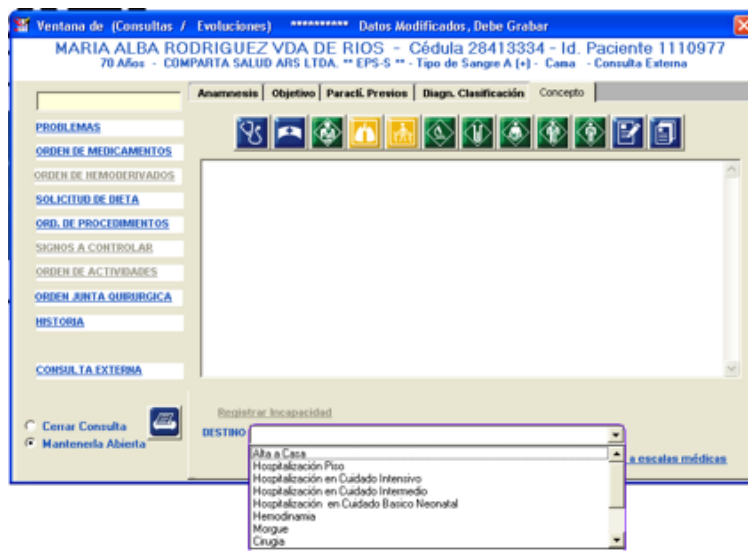 Ventana de (Consultas / Evoluciones) ********** Datos Modificados, Debe Grabar
MARIA ALBA RODRIGUEZ VDA DE RIOS - Cédula 28413334 - Id. Paciente 1110977
70 Años - COMPARTA SALUD ARS LTDA. ** EPS-S ** - Tipo de Sangre A (+) - Cama - Consulta Externa
Anamnesis Objetivo Paraclí. Previos Diagn. Clasificación Concepto
PROBLEMAS
ORDEN DE MEDICAMENTOS
ORDEN DE HEMODERIVADOS
SOLICITUD DE DIETA
ORD. DE PROCEDIMIENTOS
SIGNOS A CONTROLAR
ORDEN DE ACTIVIDADES
ORDEN JUNTA QUIRURGICA
HISTORIA
CONSULTA EXTERNA
Cerrar Consulta
Mantenerla Abierta
Registrar Incapacidad
DESTINO
Alta a Casa
Hospitalización Piso
Hospitalización en Cuidado Intensivo
Hospitalización en Cuidado Intermedio
Hospitalización en Cuidado Basico Neonatal
Hemodinamia
Morgue
Cirugia
a escalas médicas